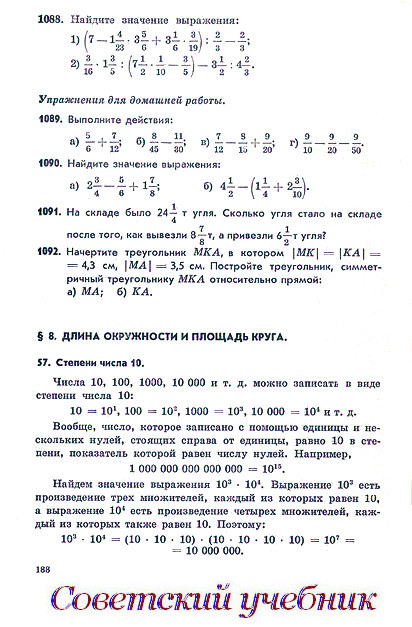 1088. Найдите значение выражения:
1) (7 − 1 4/23 · 3 5/6 + 3 1/6 · 3/19) : 2/3 − 2/3;
2) 3/16 · 1 3/5 : (7 1/2 · 1/10 − 3/5) − 3 1/2 : 4 2/3.
Упражнения для домашней работы.
1089. Выполните действия:
а) 5/6 + 7/12; б) 8/45 − 11/30; в) 7/12 − 8/15 + 9/20; г) 9/10 − 9/20 − 9/50.
1090. Найдите значение выражения:
а) 2 3/4 − 5/6 + 1 7/8; б) 4 1/2 − (1 1/4 + 2 3/10).
1091. На складе было 24 1/4 т угля. Сколько угля стало на складе
после того, как вывезли 8 7/8 т, а привезли 6 1/2 т угля?
1092. Начертите треугольник MKA, в котором |MK| = |KA| =
= 4,3 см, |MA| = 3,5 см. Постройте треугольник, симмет-
ричный треугольнику MKA относительно прямой:
а) MA; б) KA.
§ 8. ДЛИНА ОКРУЖНОСТИ И ПЛОЩАДЬ КРУГА.
57. Степени числа 10.
Числа 10, 100, 1000, 10 000 и т. д. можно записать в виде
степени числа 10:
10 = 10¹, 100 = 10², 1000 = 10³, 10 000 = 10⁴ и т. д.
Вообще, число, которое записано с помощью единицы и не-
скольких нулей, стоящих справа от единицы, равно 10 в сте-
пени, показатель которой равен числу нулей. Например,
1 000 000 000 000 000 = 10¹⁵.
Найдем значение выражения 10³ · 10⁴. Выражение 10³ есть
произведение трех множителей, каждый из которых равен 10,
а выражение 10⁴ есть произведение четырех множителей, каж-
дый из которых также равен 10. Поэтому:
10³ · 10⁴ = (10 · 10 · 10) · (10 · 10 · 10 · 10) = 10⁷ =
= 10 000 000.
188
Советский учебник